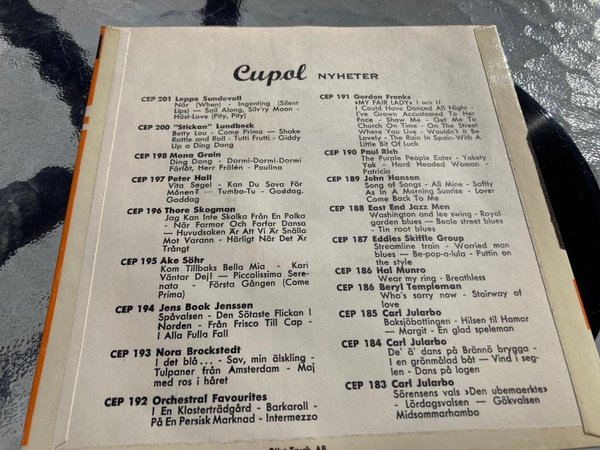 Cupol NYHETER
CEP 201 Loppe Sundevall
När (When) - Ingenting (Silent
Lips) — Sail Along, Silv'ry Moon -
Höst-Love (Pity, Pity)
CEP 200 "Stickan" Lundbeck
Betty Lou - Come Prima — Shake
Rattle and Roll - Tutti Frutti - Giddy
Up a Ding Dong
CEP 198 Mona Grain
Ding Dong - Dormi-Dormi-Dormi
Förlåt, Herr Frölén - Paulina
CEP 197 Peter Hall
Vita Segel - Kan Du Sova För
Månen? — Tumba-Tu - Goddag.
Goddag
CEP 196 Thore Skogman
Jag Kan Inte Skolka Från En Polka
- När Farmor Och Farfar Dansa
— Huvudsaken Är Att Vi Är Snälla
Mot Varann - Härligt När Det Är
Trångt
CEP 195 Åke Söhr
Kom Tillbaks Bella Mia - Kari
Väntar Dej! — Piccolissima Sere-
nata - Första Gången (Come
Prima)
CEP 194 Jens Book Jenssen
Spåvalsen - Den Sötaste Flickan I
Norden - Från Frisco Till Cap -
I Alla Fulla Fall
CEP 193 Nora Brockstedt
I det blå... - Sov, min älskling -
Tulpaner från Amsterdam - Maj
med ros i håret
CEP 192 Orchestral Favourites
I En Klosterträdgård - Barkaroll -
På En Persisk Marknad - Intermezzo
CEP 191 Gordon Franks
»MY FAIR LADY» I och II
I Could Have Danced All Night -
I've Grown Accustomed To Her
Face - Show Me - Get Me To
Church On Time - On The Street
Where You Live - Wouldn't It Be
Lovely - The Rain In Spain-With A
Little Bit Of Luck
CEP 190 Paul Rich
The Purple People Eater - Yakety
Yak - Hard Headed Woman -
Patricia
CEP 189 John Hanson
Song of Songs - All Mine - Softly
As In A Morning Sunrise - Lover
Come Back To Me
CEP 188 East End Jazz Men
Washington and lee swing - Royal
garden blues — Beale street blues
- Tin root blues
CEP 187 Eddies Skiffle Group
Streamline train - Worried man
blues — Be-pop-a-lula - Puttin on
the style
CEP 186 Hal Munro
Wear my ring - Breathless
CEP 186 Beryl Templeman
Who's sorry now - Stairway of
love
CEP 185 Carl Jularbo
Baksjöbottingen - Hilsen til Hamar
— Margit - En glad speleman
CEP 184 Carl Jularbo
De' ä' dans på Brännö brygga -
I en grönmålad båt — Vind i seg-
len - Dans på logen
CEP 183 Carl Jularbo
Sörensens vals »Den ubemaerkte»
- Lördagsvalsen — Gökvalsen
Midsommarhambo